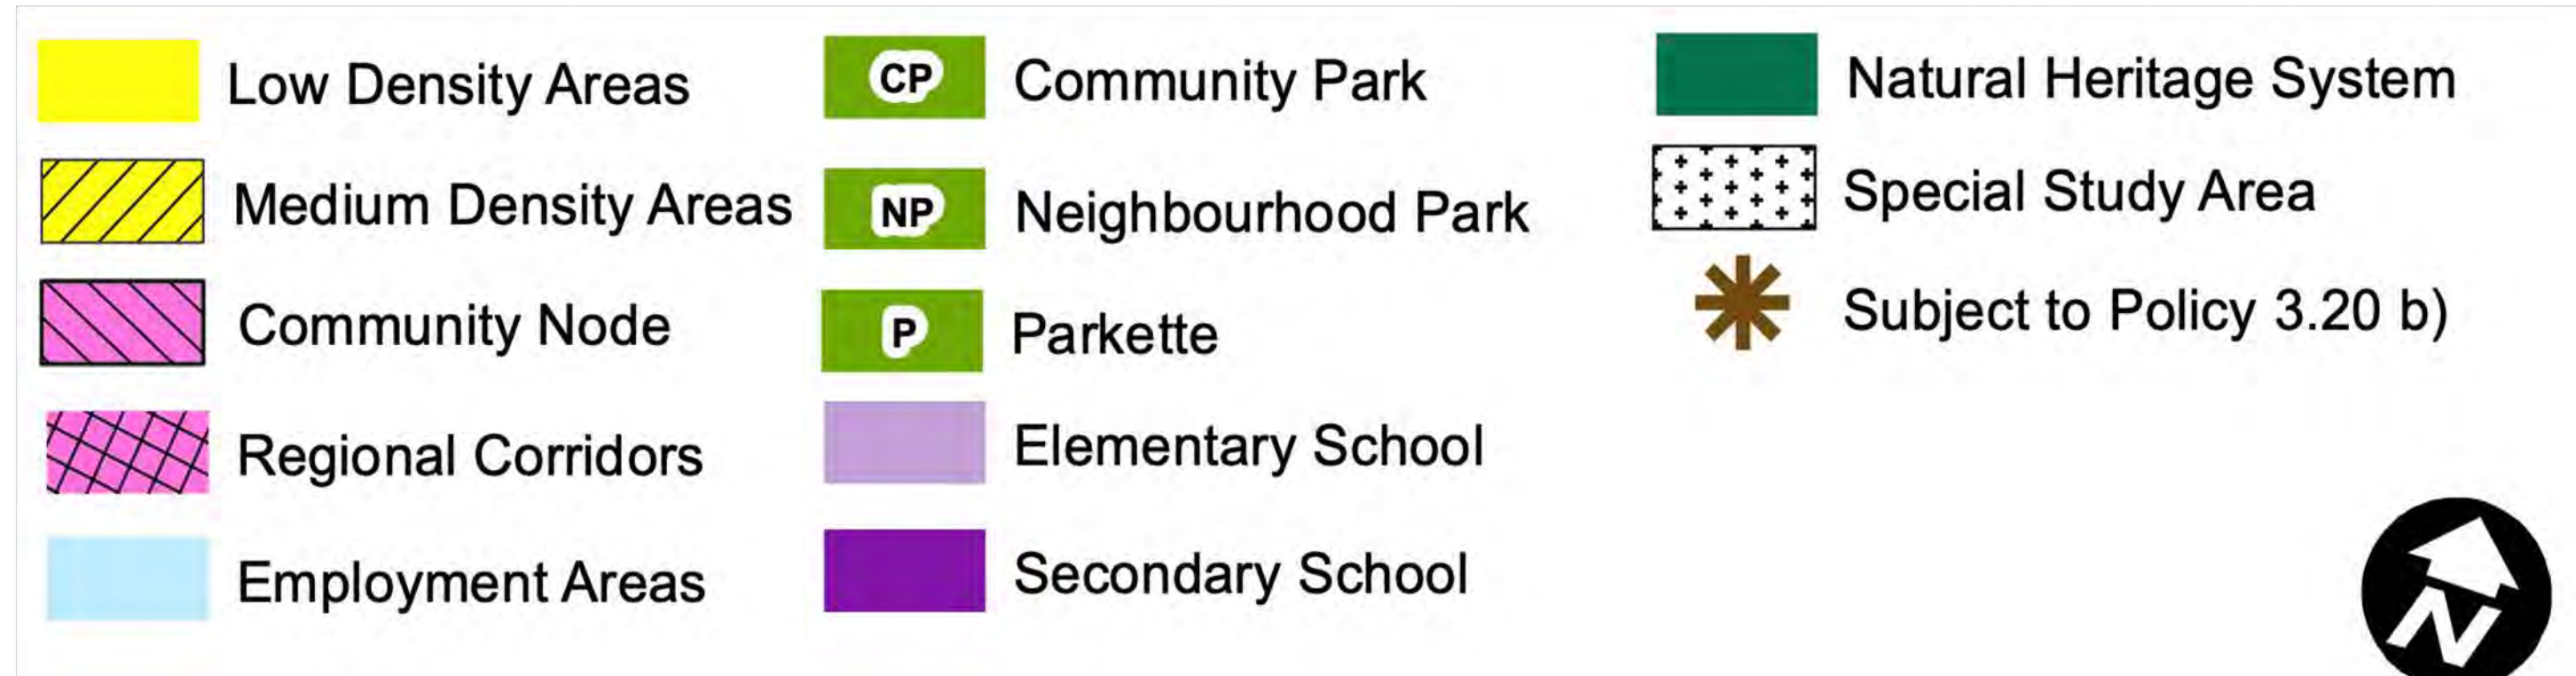 Low Density Areas
Medium Density Areas
Community Node
Regional Corridors
Employment Areas
CP Community Park
NP Neighbourhood Park
P Parkette
Elementary School
Secondary School
Natural Heritage System
Special Study Area
Subject to Policy 3.20 b)
N